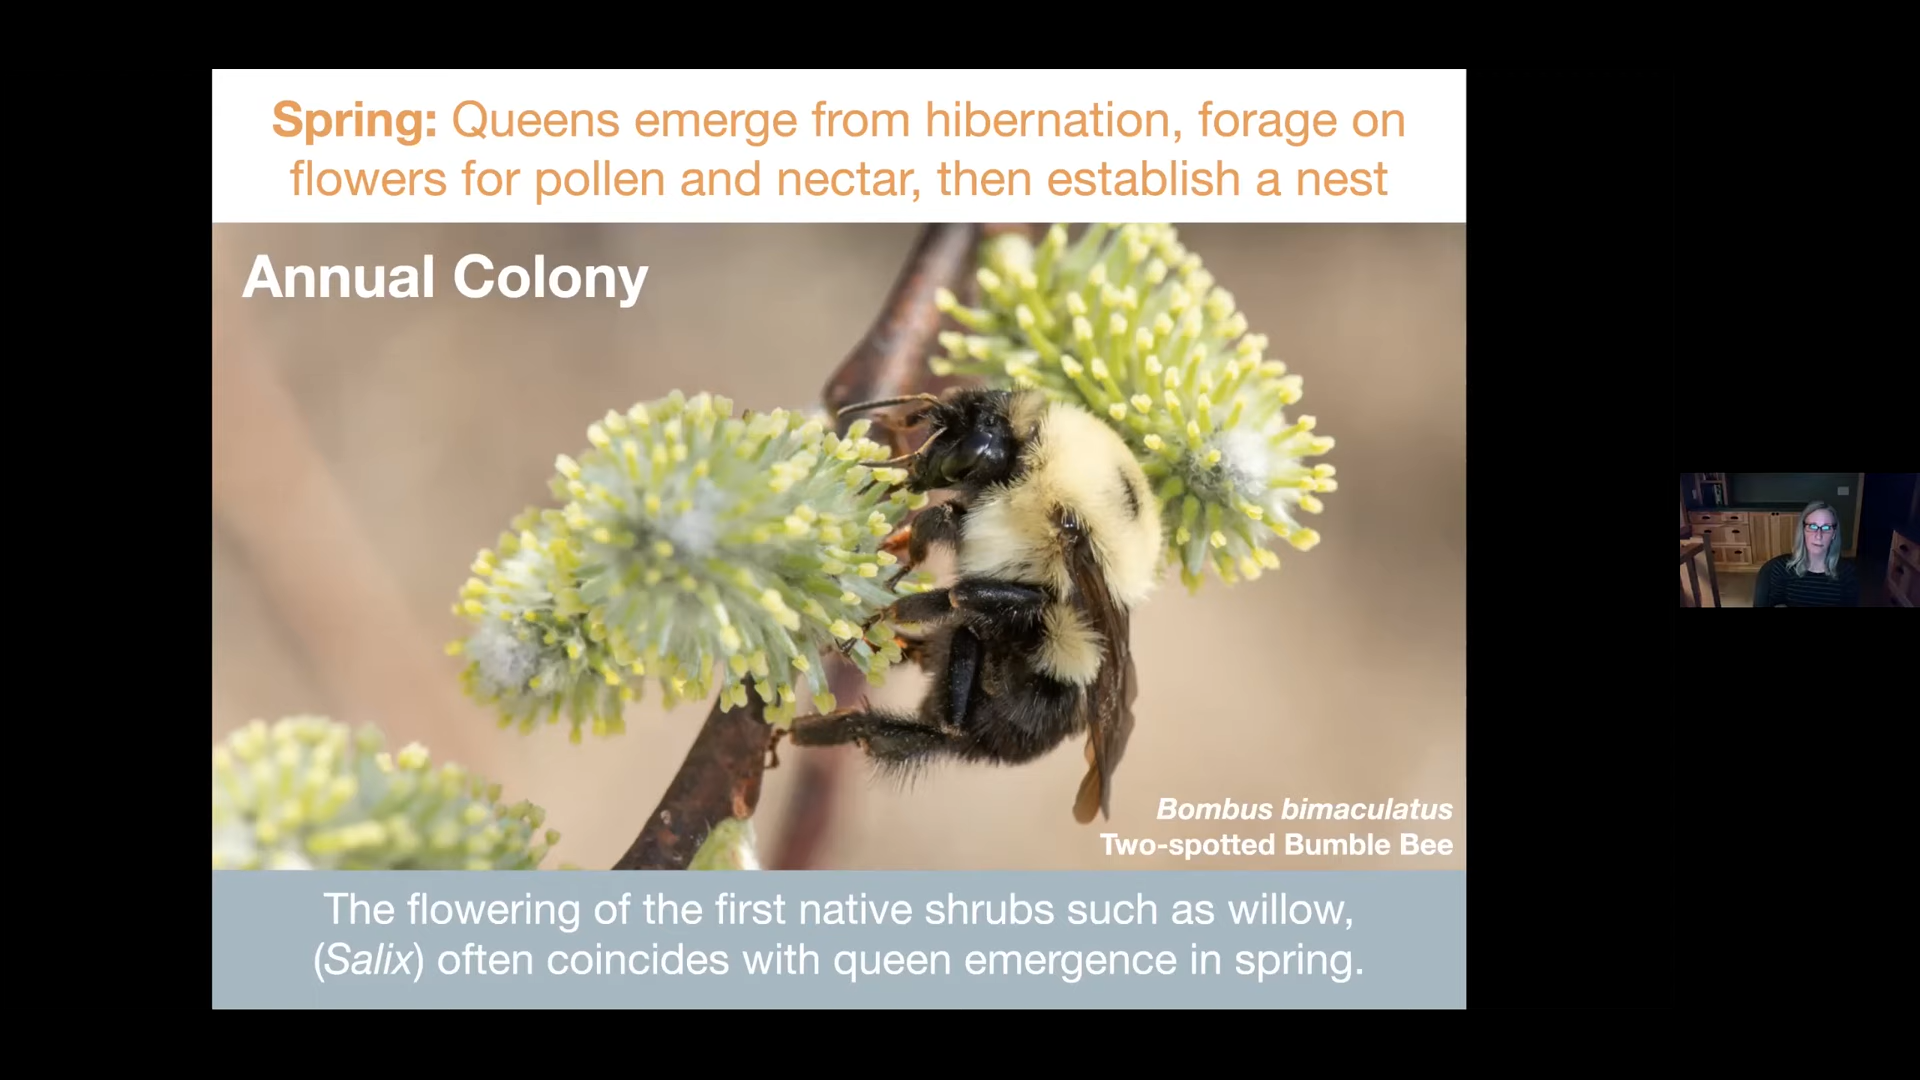 Spring: Queens emerge from hibernation, forage on
flowers for pollen and nectar, then establish a nest
Annual Colony
Bombus bimaculatus
Two-spotted Bumble Bee
The flowering of the first native shrubs such as willow,
(Salix) often coincides with queen emergence in spring.